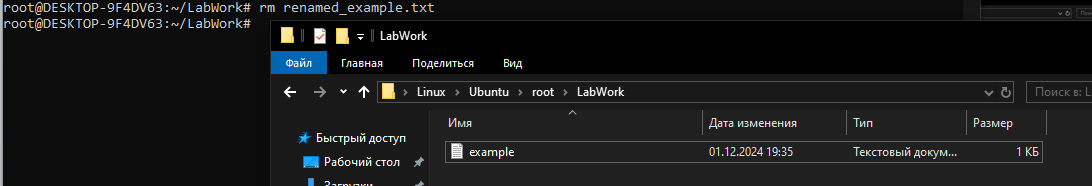 root@DESKTOP-9F4DV63:~/LabWork# rm renamed_example.txt
root@DESKTOP-9F4DV63:~/LabWork#
LabWork
Файл Главная Поделиться Вид
Linux Ubuntu root LabWork Поиск в: L
Имя Дата изменения Тип Размер
Быстрый доступ
example 01.12.2024 19:35 Текстовый докум... 1 КБ
Рабочий стол
Загрузки